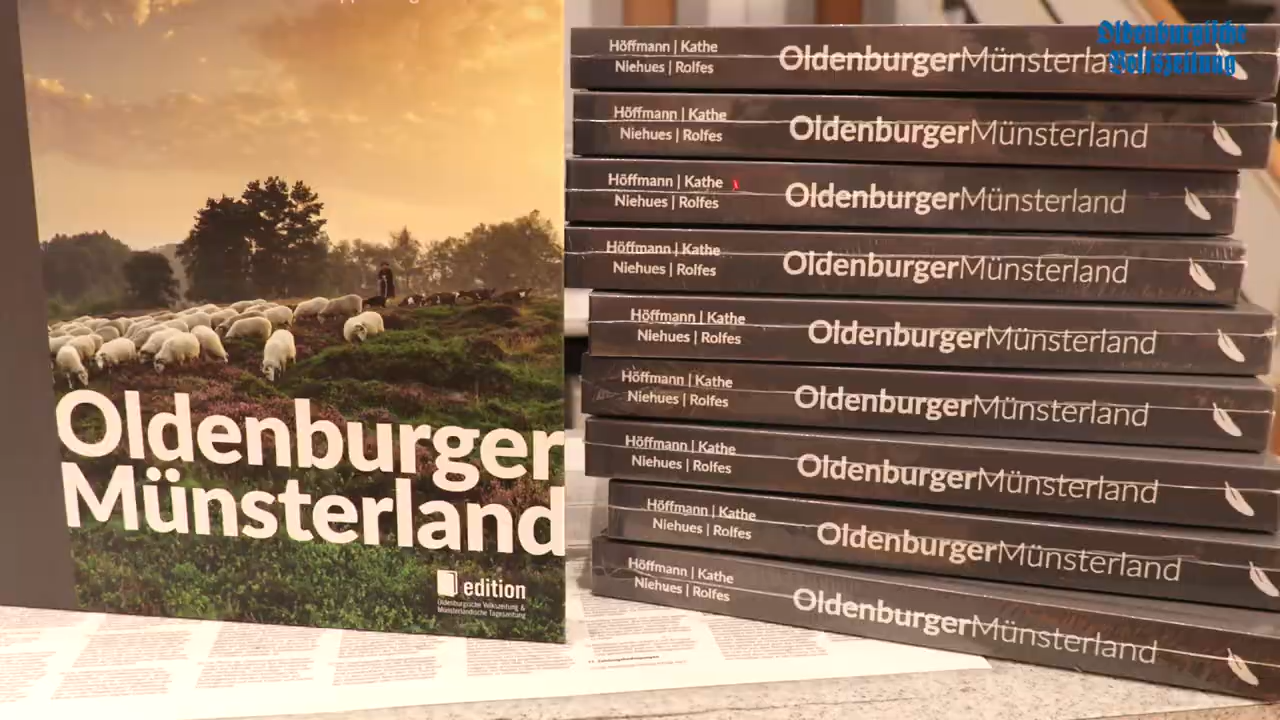 Oldenburger
Münsterland
edition
Oldenburgische Volkszeitung &
Münsterländische Tageszeitung
Oldenburgische
Volkszeitung
Höffmann | Kathe
Niehues | Rolfes
OldenburgerMünsterland
Höffmann | Kathe
Niehues | Rolfes
OldenburgerMünsterland
Höffmann | Kathe
Niehues | Rolfes
OldenburgerMünsterland
Höffmann | Kathe
Niehues | Rolfes
OldenburgerMünsterland
Höffmann | Kathe
Niehues | Rolfes
OldenburgerMünsterland
Höffmann | Kathe
Niehues | Rolfes
OldenburgerMünsterland
Höffmann | Kathe
Niehues | Rolfes
OldenburgerMünsterland
Höffmann | Kathe
Niehues | Rolfes
OldenburgerMünsterland
Höffmann | Kathe
Niehues | Rolfes
OldenburgerMünsterland